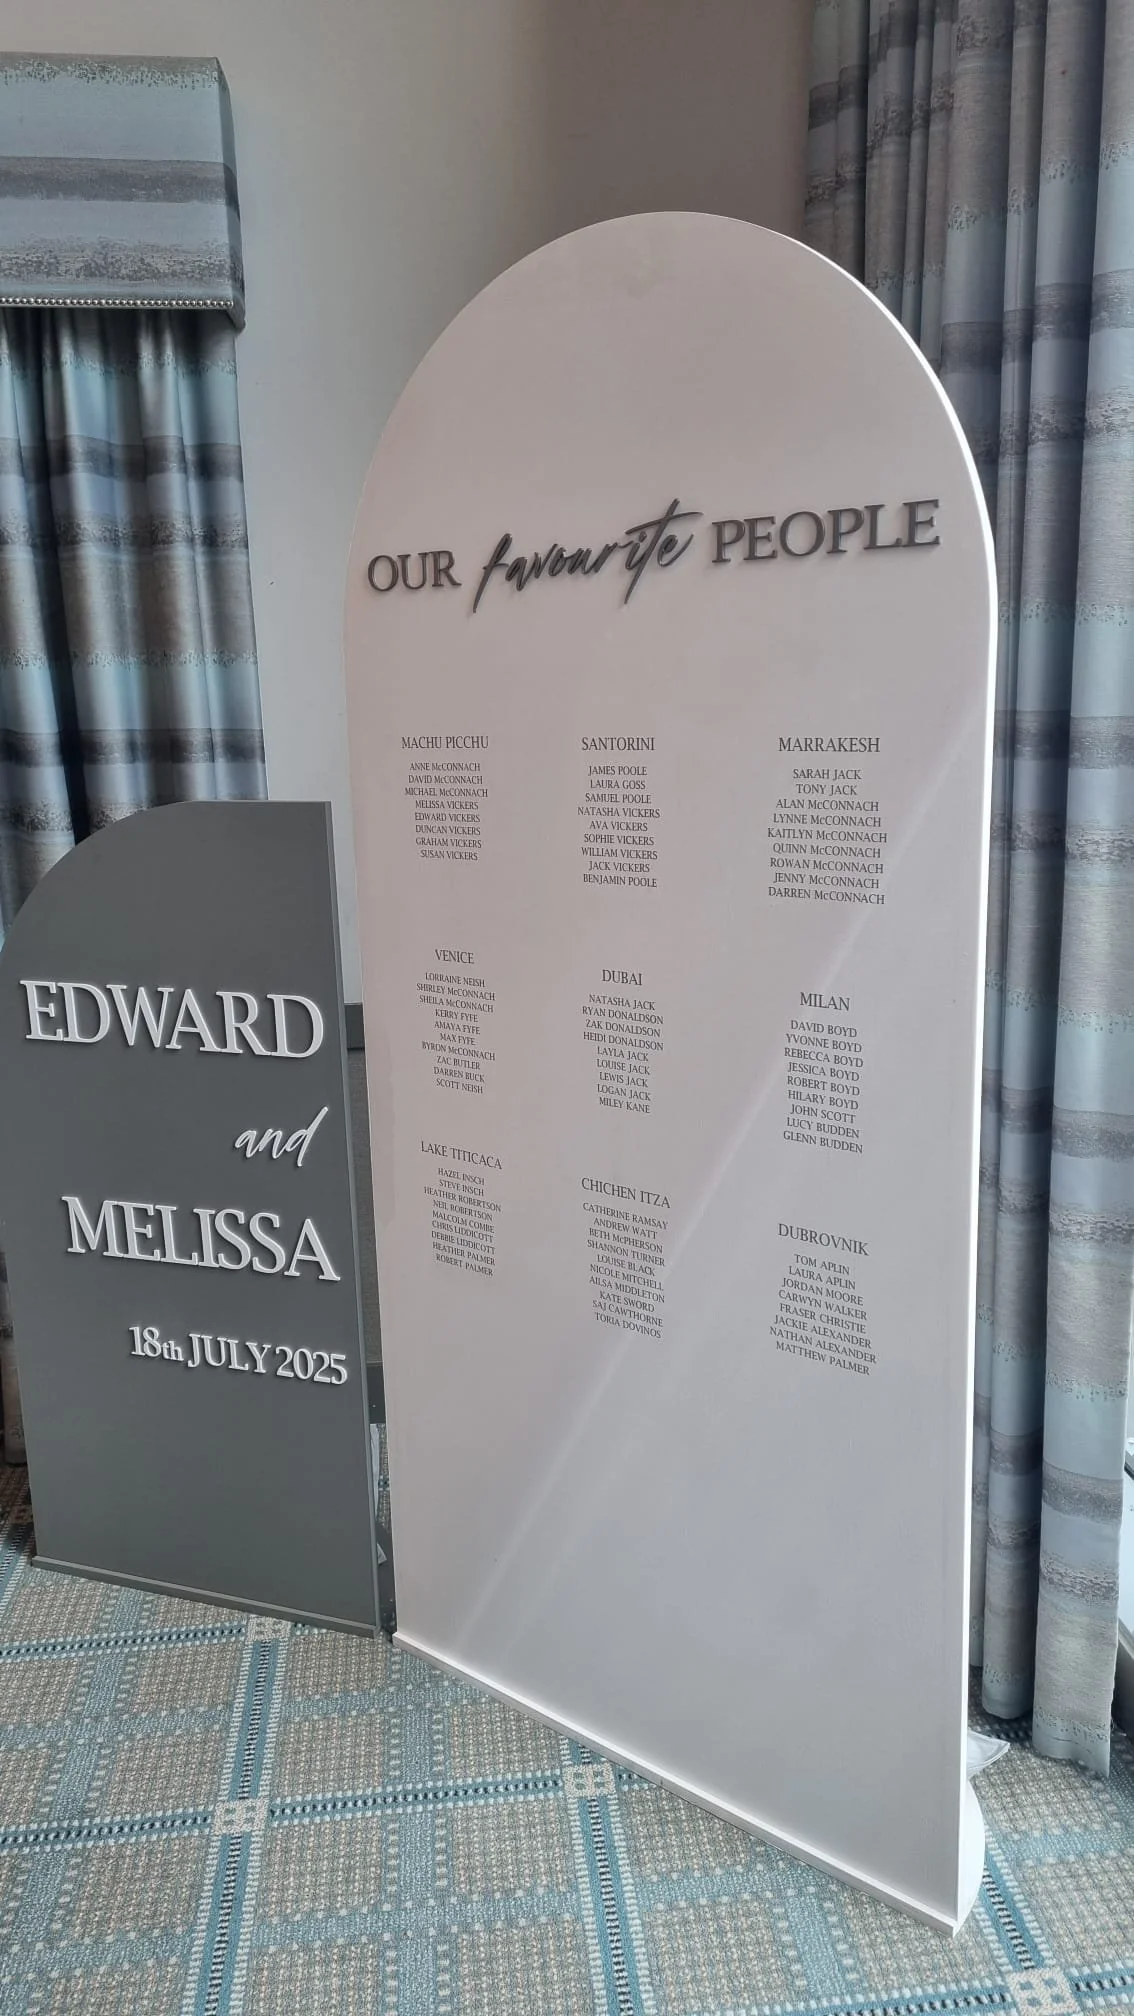 OUR favourite PEOPLE
MACHU PICCHU
ANNE McCONNACH
DAVID McCONNACH
MICHAEL McCONNACH
MELISSA VICKERS
EDWARD VICKERS
DUNCAN VICKERS
GRAHAM VICKERS
SUSAN VICKERS
SANTORINI
JAMES POOLE
LAURA GOSS
SAMUEL POOLE
NATASHA VICKERS
AVA VICKERS
SOPHIE VICKERS
WILLIAM VICKERS
JACK VICKERS
BENJAMIN POOLE
MARRAKESH
SARAH JACK
TONY JACK
ALAN McCONNACH
LYNNE McCONNACH
KAITLYN McCONNACH
QUINN McCONNACH
ROWAN McCONNACH
JENNY McCONNACH
DARREN McCONNACH
VENICE
LORRAINE NEISH
SHIRLEY McCONNACH
SHEILA McCONNACH
KERRY FYFE
AMAYA FYFE
MAX FYFE
BYRON McCONNACH
ZAC BUTLER
DARREN BUCK
SCOTT NEISH
DUBAI
NATASHA JACK
RYAN DONALDSON
ZAK DONALDSON
HEIDI DONALDSON
LAYLA JACK
LOUISE JACK
LEWIS JACK
LOGAN JACK
MILEY KANE
MILAN
DAVID BOYD
YVONNE BOYD
REBECCA BOYD
JESSICA BOYD
ROBERT BOYD
HILARY BOYD
JOHN SCOTT
LUCY BUDDEN
GLENN BUDDEN
LAKE TITICACA
HAZEL INSCH
STEVE INSCH
HEATHER ROBERTSON
NEIL ROBERTSON
MALCOLM COMBE
CHRIS LIDDICOTT
DEBBIE LIDDICOTT
HEATHER PALMER
ROBERT PALMER
CHICHEN ITZA
CATHERINE RAMSAY
ANDREW WATT
BETH McPHERSON
SHANNON TURNER
LOUISE BLACK
NICOLE MITCHELL
AILSA MIDDLETON
KATE SWORD
SAJ CAWTHORNE
TORIA DOVINOS
DUBROVNIK
TOM APLIN
LAURA APLIN
JORDAN MOORE
CARWYN WALKER
FRASER CHRISTIE
JACKIE ALEXANDER
NATHAN ALEXANDER
MATTHEW PALMER
EDWARD
and
MELISSA
18th JULY 2025